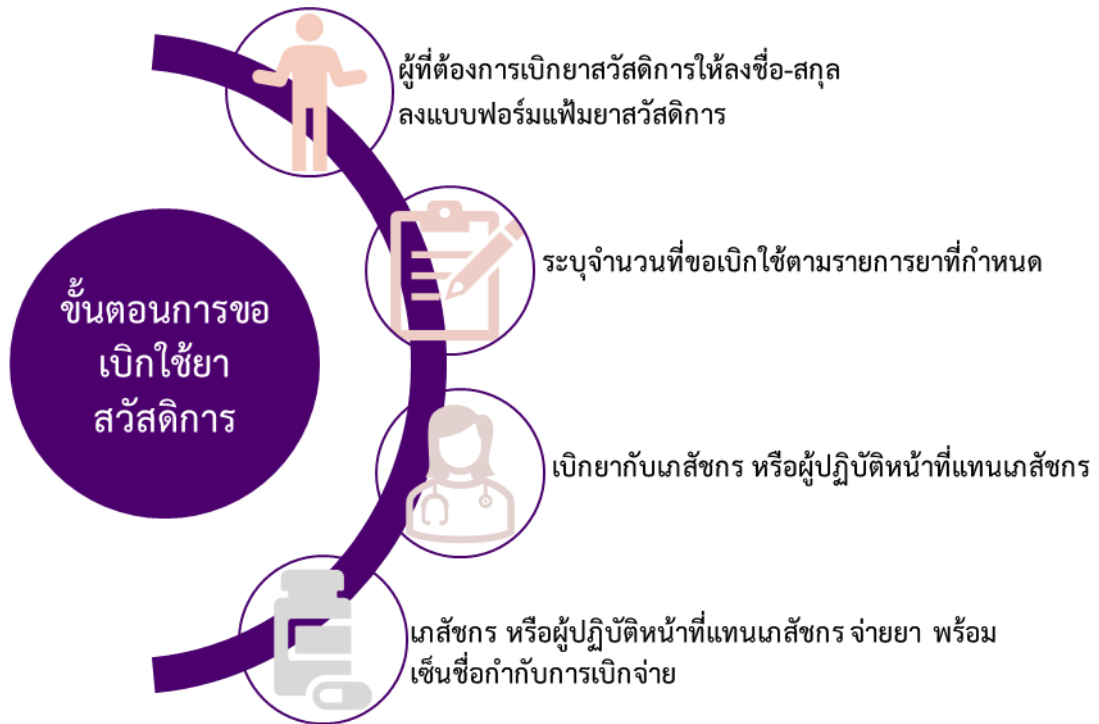 ผู้ที่ต้องการเบิกยาสวัสดิการให้ลงชื่อ-สกุล
ลงแบบฟอร์มแฟ้มยาสวัสดิการ
ระบุจำนวนที่ขอเบิกใช้ตามรายการยาที่กำหนด
ขั้นตอนการขอ
เบิกใช้ยา
สวัสดิการ
เบิกยากับเภสัชกร หรือผู้ปฏิบัติหน้าที่แทนเภสัชกร
เภสัชกร หรือผู้ปฏิบัติหน้าที่แทนเภสัชกร จ่ายยา พร้อม
เซ็นชื่อกำกับการเบิกจ่าย